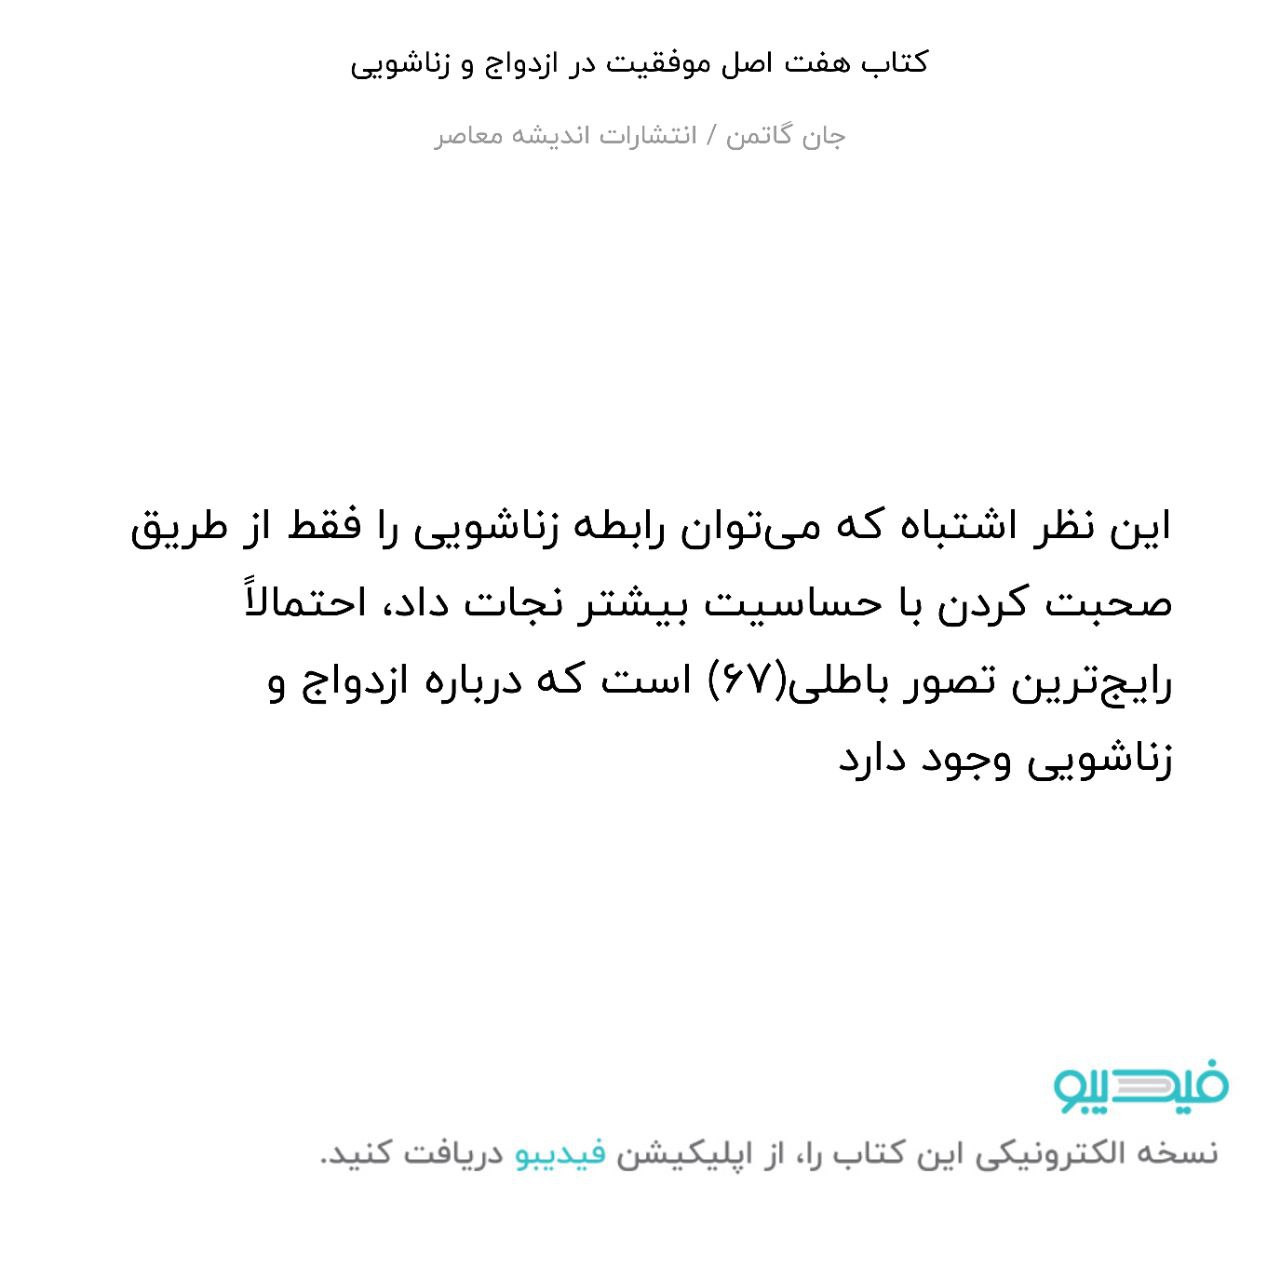 کتاب هفت اصل موفقیت در ازدواج و زناشویی
جان گاتمن / انتشارات اندیشه معاصر
این نظر اشتباه که می‌توان رابطه زناشویی را فقط از طریق
صحبت کردن با حساسیت بیشتر نجات داد، احتمالاً
رایج‌ترین تصور باطلی(۶۷) است که درباره ازدواج و
زناشویی وجود دارد
فیدیبو
نسخه الکترونیکی این کتاب را، از اپلیکیشن فیدیبو دریافت کنید.